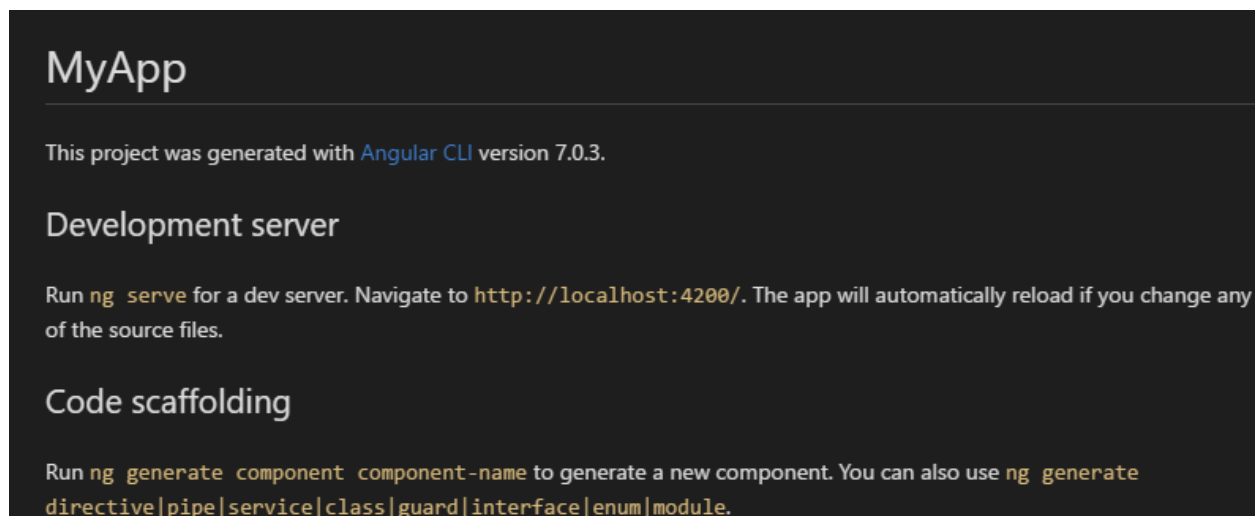 MyApp
This project was generated with Angular CLI version 7.0.3.
Development server
Run ng serve for a dev server. Navigate to http://localhost:4200/. The app will automatically reload if you change any
of the source files.
Code scaffolding
Run ng generate component component-name to generate a new component. You can also use ng generate
directive|pipe|service|class|guard|interface|enum|module.